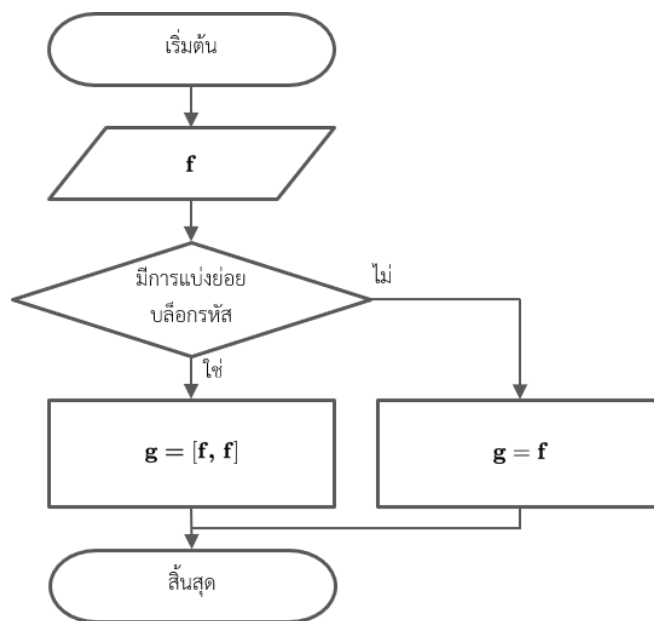 เริ่มต้น
f
มีการแบ่งย่อย
บล็อกรหัส
ไม่
ใช่
g = [f, f]
g = f
สิ้นสุด